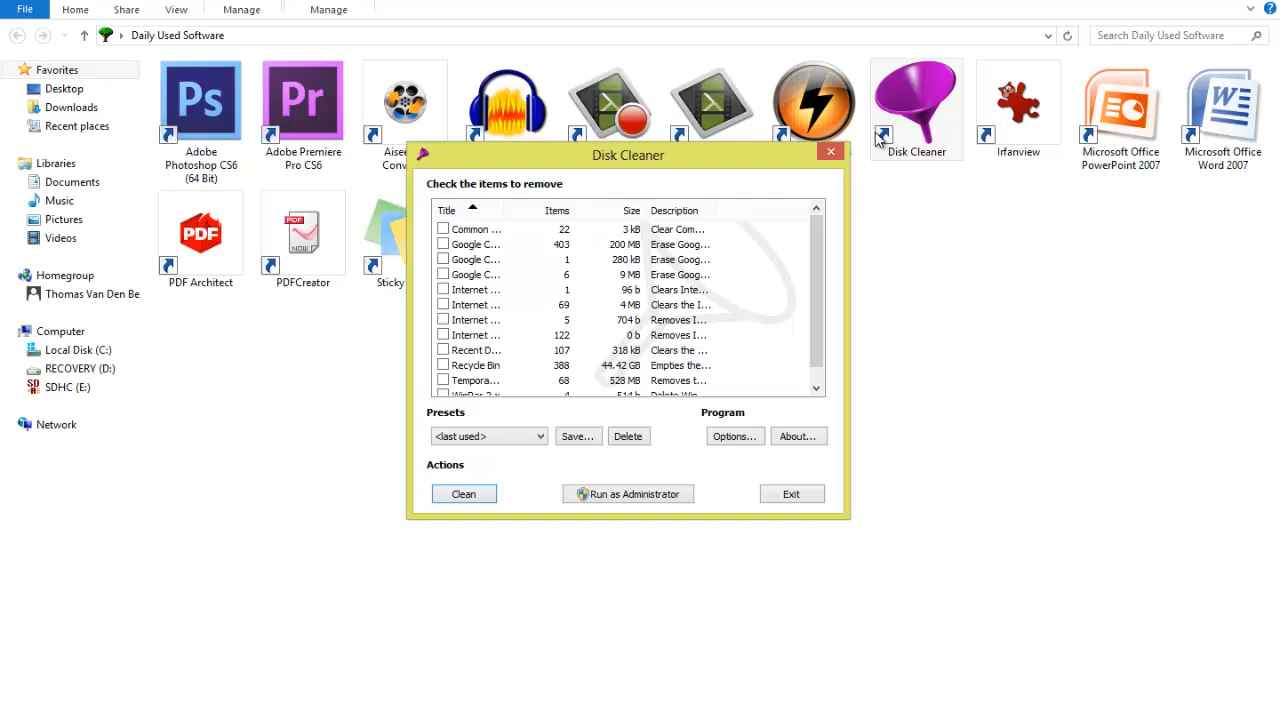 File Home Share View Manage Manage
Daily Used Software
Search Daily Used Software
Favorites
Desktop
Downloads
Recent places
Libraries
Documents
Music
Pictures
Videos
Homegroup
Thomas Van Den Be
Computer
Local Disk (C:)
RECOVERY (D:)
SDHC (E:)
Network
Ps
Adobe
Photoshop CS6
(64 Bit)
Pr
Adobe Premiere
Pro CS6
Disk Cleaner
Irfanview
Microsoft Office
PowerPoint 2007
Microsoft Office
Word 2007
PDF
PDF Architect
PDF
NOW
PDFCreator
Sticky
Disk Cleaner
Check the items to remove
Title Items Size Description
Common ... 22 3 kB Clear Com...
Google C... 403 200 MB Erase Goog...
Google C... 1 280 kB Erase Goog...
Google C... 6 9 MB Erase Goog...
Internet ... 1 96 b Clears Inte...
Internet ... 69 4 MB Clears the I...
Internet ... 5 704 b Removes I...
Internet ... 122 0 b Removes I...
Recent D... 107 318 kB Clears the ...
Recycle Bin 388 44.42 GB Empties the...
Tempora... 68 528 MB Removes t...
Presets Program
<last used> Save... Delete Options... About...
Actions
Clean Run as Administrator Exit